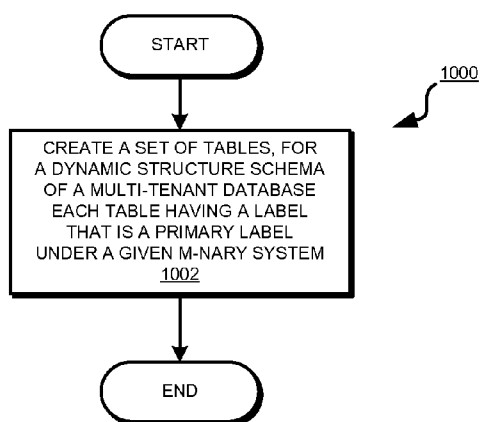 START
1000
CREATE A SET OF TABLES, FOR
A DYNAMIC STRUCTURE SCHEMA
OF A MULTI-TENANT DATABASE
EACH TABLE HAVING A LABEL
THAT IS A PRIMARY LABEL
UNDER A GIVEN M-NARY SYSTEM
1002
END